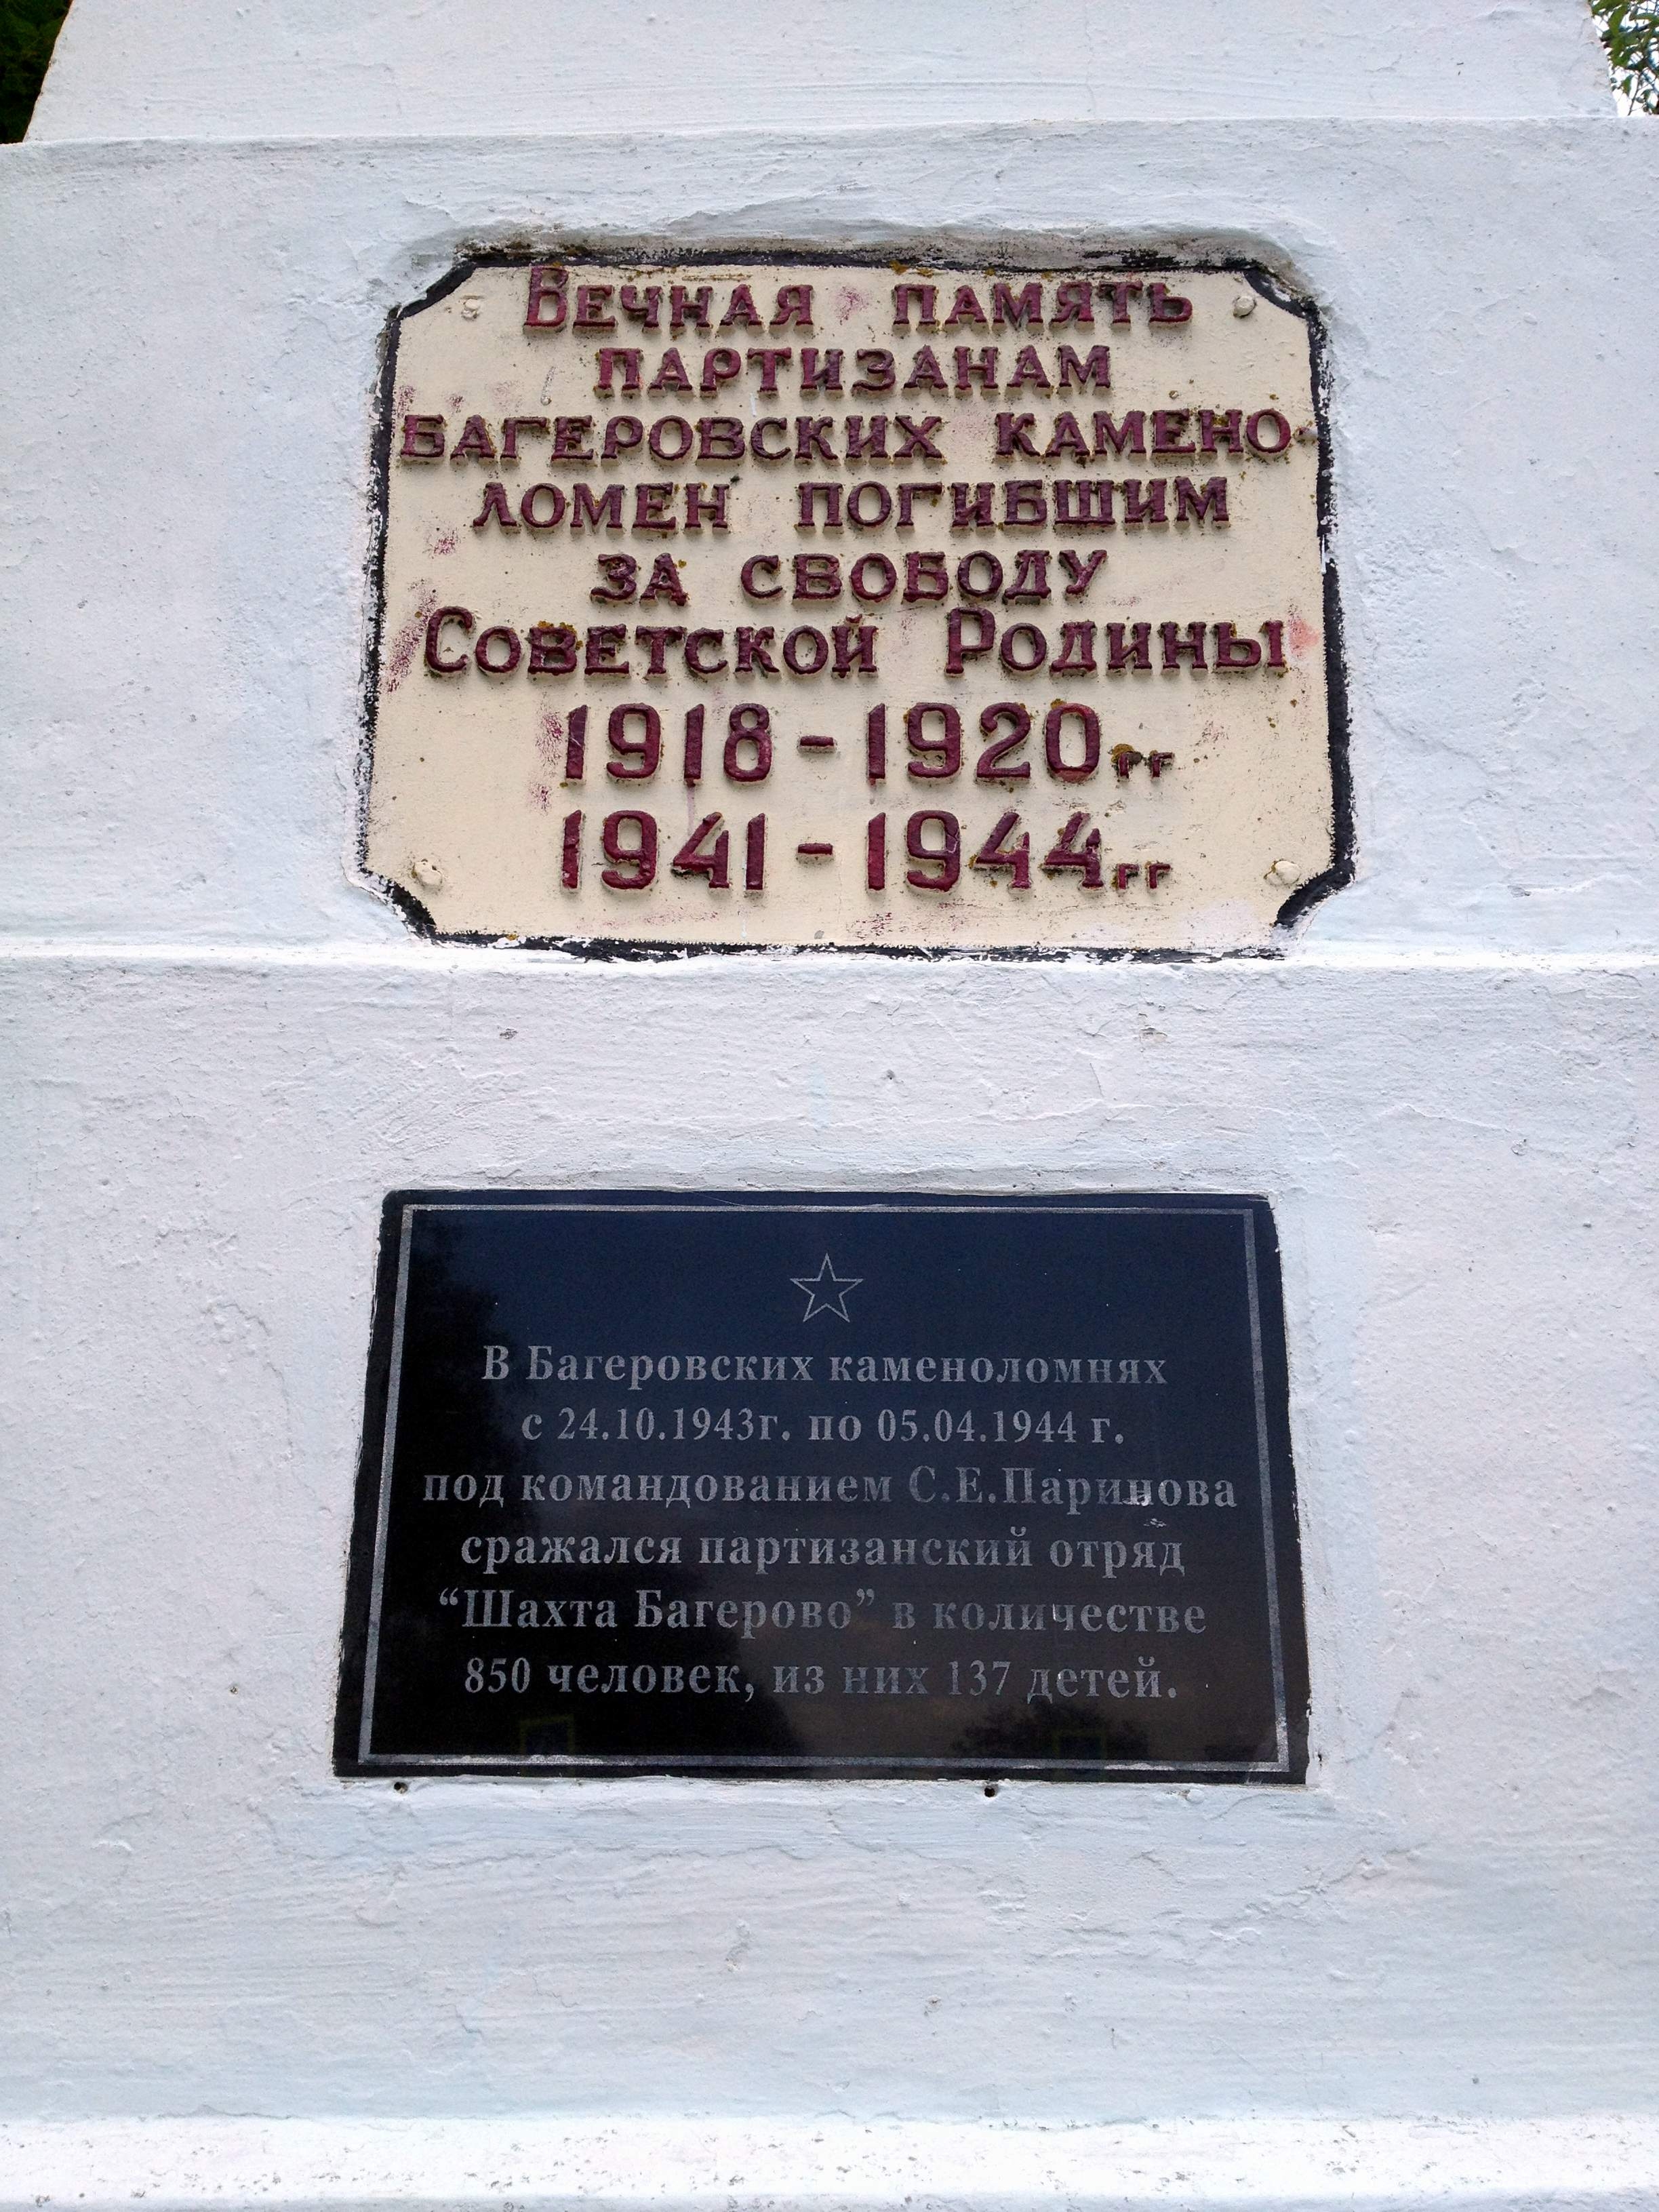 Вечная память
партизанам
багеровских камено-
ломен погибшим
за свободу
Советской Родины
1918 - 1920гг
1941 - 1944гг
В Багеровских каменоломнях
с 24.10.1943г. по 05.04.1944 г.
под командованием С.Е.Паринова
сражался партизанский отряд
“Шахта Багерово” в количестве
850 человек, из них 137 детей.